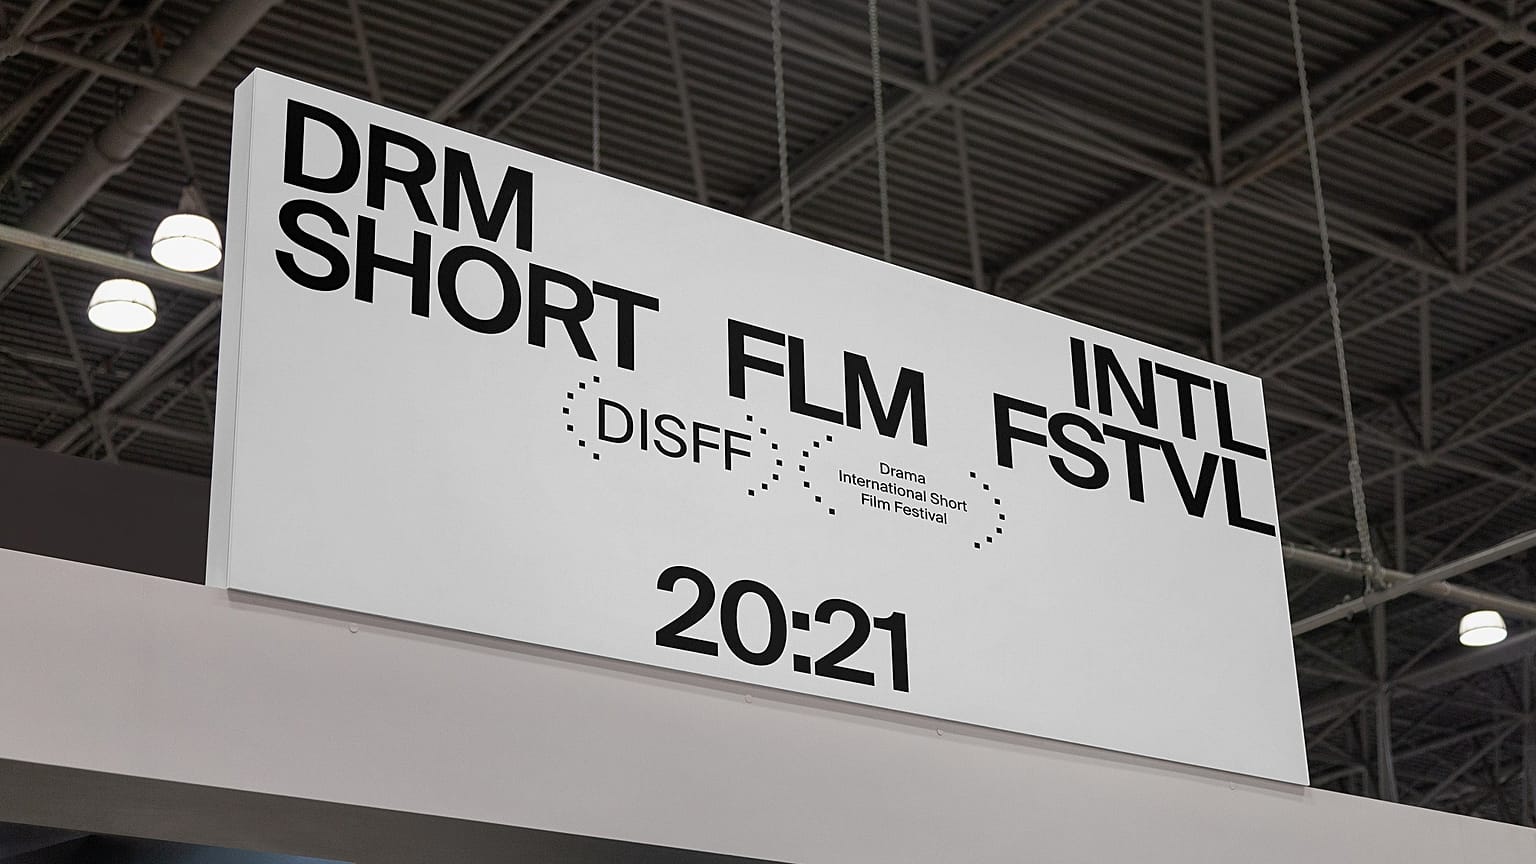 DRM
SHORT FLM INTL
FSTVL
DISFF
Drama
International Short
Film Festival
20:21